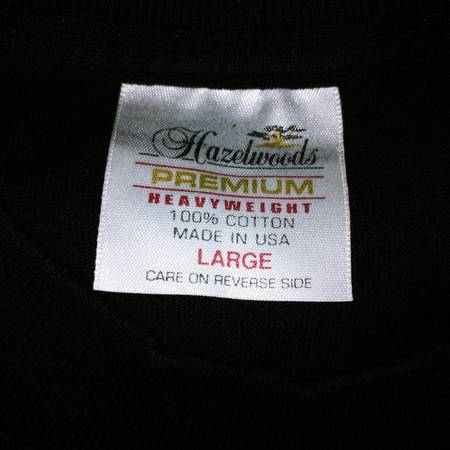 Hazelwoods
PREMIUM
HEAVYWEIGHT
100% COTTON
MADE IN USA
LARGE
CARE ON REVERSE SIDE